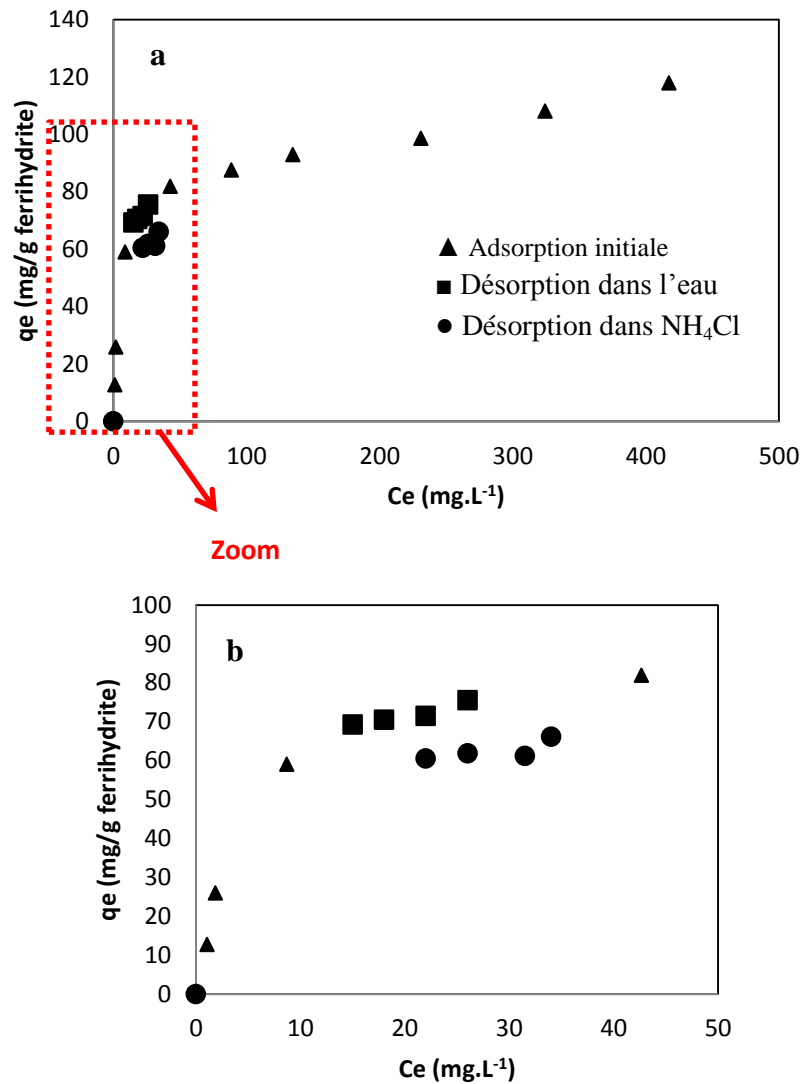 140
120
100
80
60
40
20
0
qe (mg/g ferrihydrite)
a
Adsorption initiale
Désorption dans l'eau
Désorption dans NH₄Cl
0 100 200 300 400 500
Ce (mg.L⁻¹)
Zoom
100
90
80
70
60
50
40
30
20
10
0
qe (mg/g ferrihydrite)
b
0 10 20 30 40 50
Ce (mg.L⁻¹)